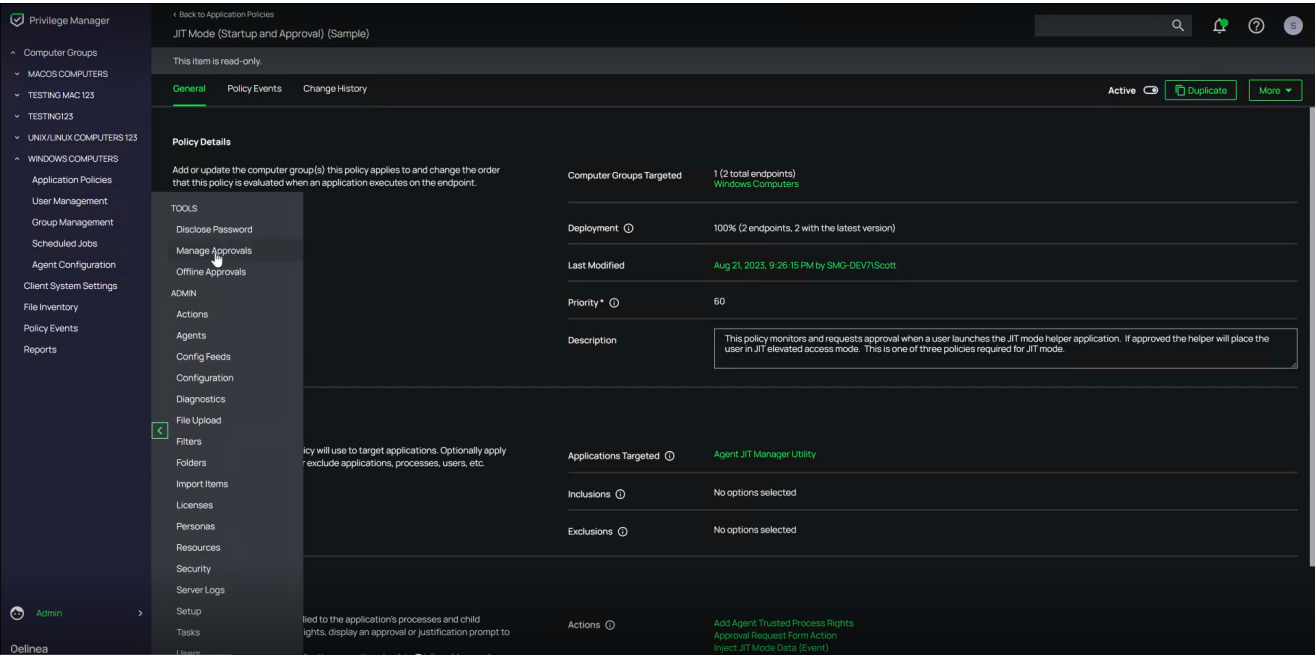 Privilege Manager
Computer Groups
MACOS COMPUTERS
TESTING MAC 123
TESTING123
UNIX/LINUX COMPUTERS 123
WINDOWS COMPUTERS
Application Policies
User Management
Group Management
Scheduled Jobs
Agent Configuration
Client System Settings
File Inventory
Policy Events
Reports
Admin
Delinea
Back to Application Policies
JIT Mode (Startup and Approval) (Sample)
S
This item is read-only.
General Policy Events Change History
Active Duplicate More
Policy Details
Add or update the computer group(s) this policy applies to and change the order
that this policy is evaluated when an application executes on the endpoint.
TOOLS
Disclose Password
Manage Approvals
Offline Approvals
ADMIN
Actions
Agents
Config Feeds
Configuration
Diagnostics
File Upload
Filters
Folders
Import Items
Licenses
Personas
Resources
Security
Server Logs
Setup
Tasks
Users
Computer Groups Targeted 1 (2 total endpoints)
Windows Computers
Deployment 100% (2 endpoints, 2 with the latest version)
Last Modified Aug 21, 2023, 9:26:15 PM by SMG-DEV7\Scott
Priority * 60
Description This policy monitors and requests approval when a user launches the JIT mode helper application. If approved the helper will place the
user in JIT elevated access mode. This is one of three policies required for JIT mode.
icy will use to target applications. Optionally apply
exclude applications, processes, users, etc.
Applications Targeted Agent JIT Manager Utility
Inclusions No options selected
Exclusions No options selected
lied to the application's processes and child
ights, display an approval or justification prompt to
Actions Add Agent Trusted Process Rights
Approval Request Form Action
Inject JIT Mode Data (Event)